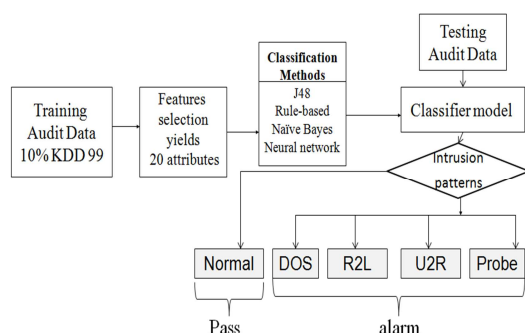 Training
Audit Data
10% KDD 99
Features
selection
yields
20 attributes
Classification
Methods
J48
Rule-based
Naïve Bayes
Neural network
Testing
Audit Data
Classifier model
Intrusion
patterns
Normal
DOS
R2L
U2R
Probe
Pass
alarm